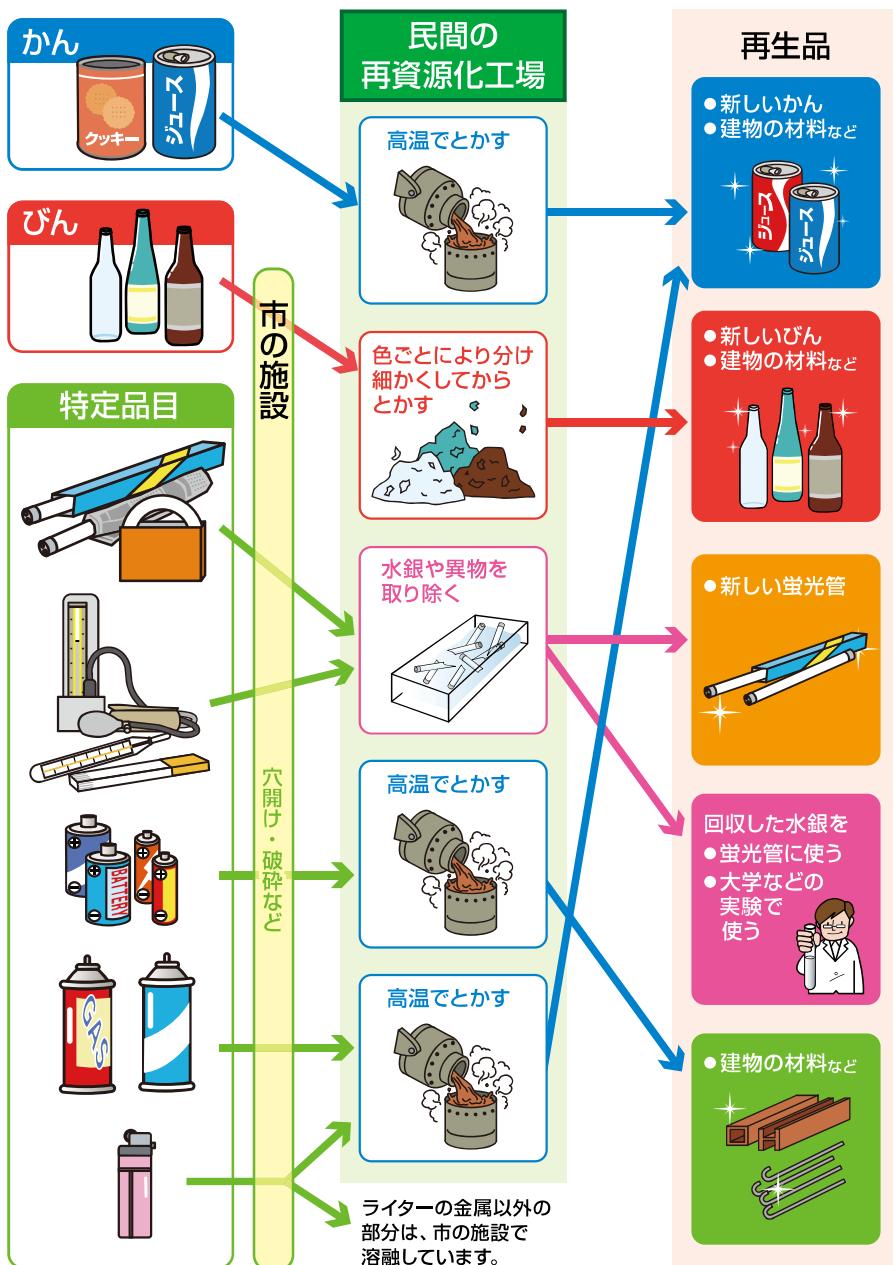 かん
クッキー
ジュース
びん
特定品目
BATTERY
GAS
市の施設
穴開け・破砕など
民間の
再資源化工場
高温でとかす
色ごとにより分け
細かくしてから
とかす
水銀や異物を
取り除く
高温でとかす
高温でとかす
ライターの金属以外の
部分は、市の施設で
溶融しています。
再生品
●新しいかん
●建物の材料など
ジュース
ジュース
●新しいびん
●建物の材料など
●新しい蛍光管
回収した水銀を
●蛍光管に使う
●大学などの
実験で
使う
●建物の材料など